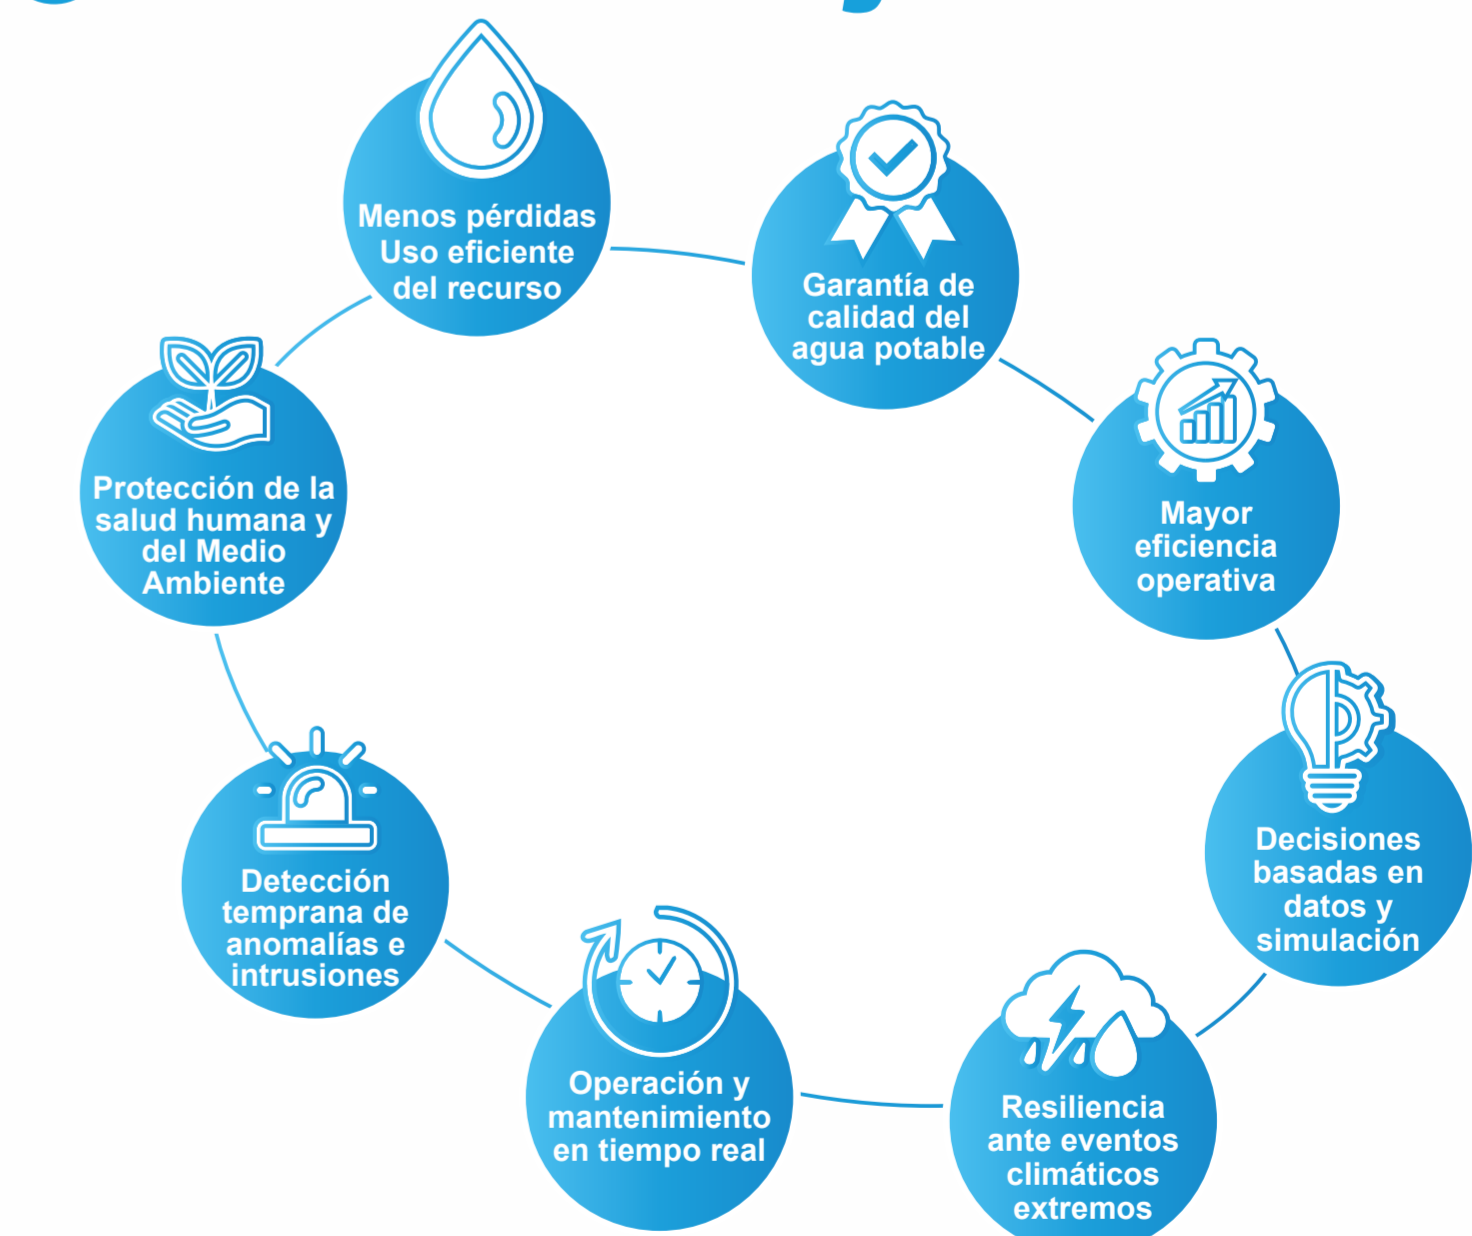 Menos pérdidas
Uso eficiente
del recurso
Garantía de
calidad del
agua potable
Mayor
eficiencia
operativa
Decisiones
basadas en
datos y
simulación
Resiliencia
ante eventos
climáticos
extremos
Operación y
mantenimiento
en tiempo real
Detección
temprana de
anomalías e
intrusiones
Protección de la
salud humana y
del Medio
Ambiente